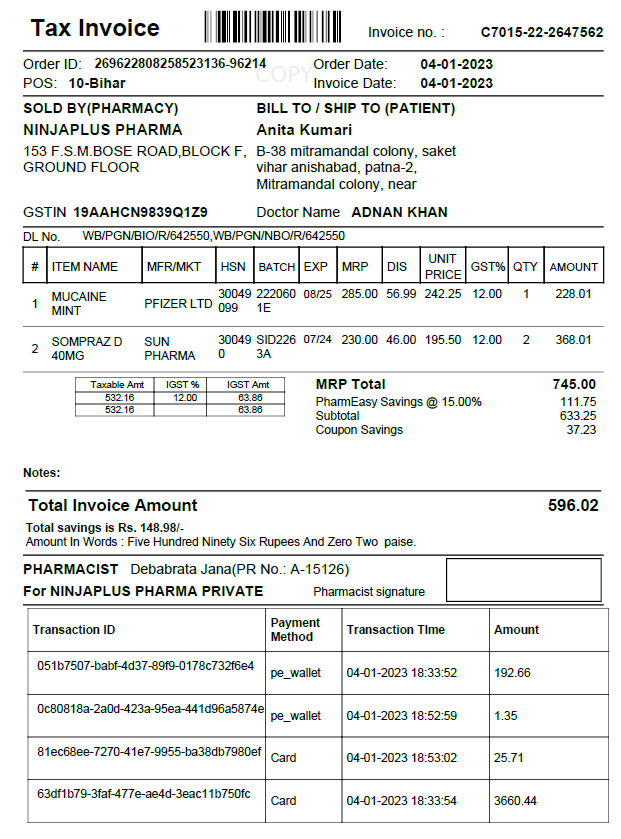 Tax Invoice
Invoice no. : C7015-22-2647562
Order ID: 269622808258523136-96214 Order Date: 04-01-2023
COPY
POS: 10-Bihar Invoice Date: 04-01-2023
SOLD BY(PHARMACY) BILL TO / SHIP TO (PATIENT)
NINJAPLUS PHARMA Anita Kumari
153 F.S.M.BOSE ROAD,BLOCK F, B-38 mitramandal colony, saket
GROUND FLOOR vihar anishabad, patna-2,
Mitramandal colony, near
GSTIN 19AAHCN9839Q1Z9 Doctor Name ADNAN KHAN
DL No. WB/PGN/BIO/R/642550,WB/PGN/NBO/R/642550
# ITEM NAME MFR/MKT HSN BATCH EXP MRP DIS UNIT PRICE GST% QTY AMOUNT
1 MUCAINE MINT PFIZER LTD 30049099 2220601E 08/25 285.00 56.99 242.25 12.00 1 228.01
2 SOMPRAZ D 40MG SUN PHARMA 300490 SID2263A 07/24 230.00 46.00 195.50 12.00 2 368.01
Taxable Amt IGST % IGST Amt
532.16 12.00 63.86
532.16 63.86
MRP Total 745.00
PharmEasy Savings @ 15.00% 111.75
Subtotal 633.25
Coupon Savings 37.23
Notes:
Total Invoice Amount 596.02
Total savings is Rs. 148.98/-
Amount In Words : Five Hundred Ninety Six Rupees And Zero Two paise.
PHARMACIST Debabrata Jana(PR No.: A-15126)
For NINJAPLUS PHARMA PRIVATE Pharmacist signature
Transaction ID Payment Method Transaction TIme Amount
051b7507-babf-4d37-89f9-0178c732f6e4 pe_wallet 04-01-2023 18:33:52 192.66
0c80818a-2a0d-423a-95ea-441d96a5874e pe_wallet 04-01-2023 18:52:59 1.35
81ec68ee-7270-41e7-9955-ba38db7980ef Card 04-01-2023 18:53:02 25.71
63df1b79-3faf-477e-ae4d-3eac11b750fc Card 04-01-2023 18:33:54 3660.44